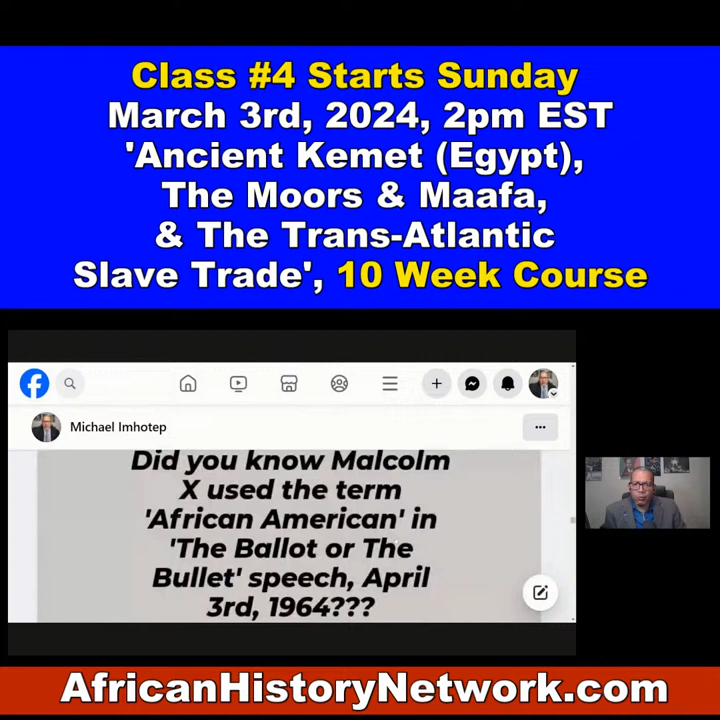 Class #4 Starts Sunday
March 3rd, 2024, 2pm EST
'Ancient Kemet (Egypt),
The Moors & Maafa,
& The Trans-Atlantic
Slave Trade', 10 Week Course
Michael Imhotep
Did you know Malcolm
X used the term
'African American' in
'The Ballot or The
Bullet' speech, April
3rd, 1964???
AfricanHistoryNetwork.com